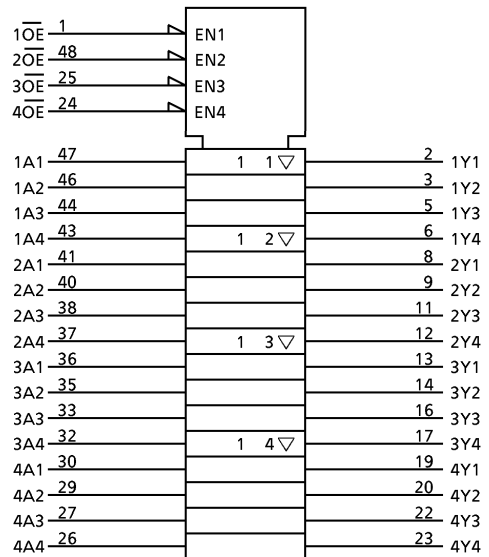 1O̅E̅ 1 EN1
2O̅E̅ 48 EN2
3O̅E̅ 25 EN3
4O̅E̅ 24 EN4
1A1 47 1 1▽ 2 1Y1
1A2 46 3 1Y2
1A3 44 5 1Y3
1A4 43 1 2▽ 6 1Y4
2A1 41 8 2Y1
2A2 40 9 2Y2
2A3 38 11 2Y3
2A4 37 1 3▽ 12 2Y4
3A1 36 13 3Y1
3A2 35 14 3Y2
3A3 33 16 3Y3
3A4 32 1 4▽ 17 3Y4
4A1 30 19 4Y1
4A2 29 20 4Y2
4A3 27 22 4Y3
4A4 26 23 4Y4